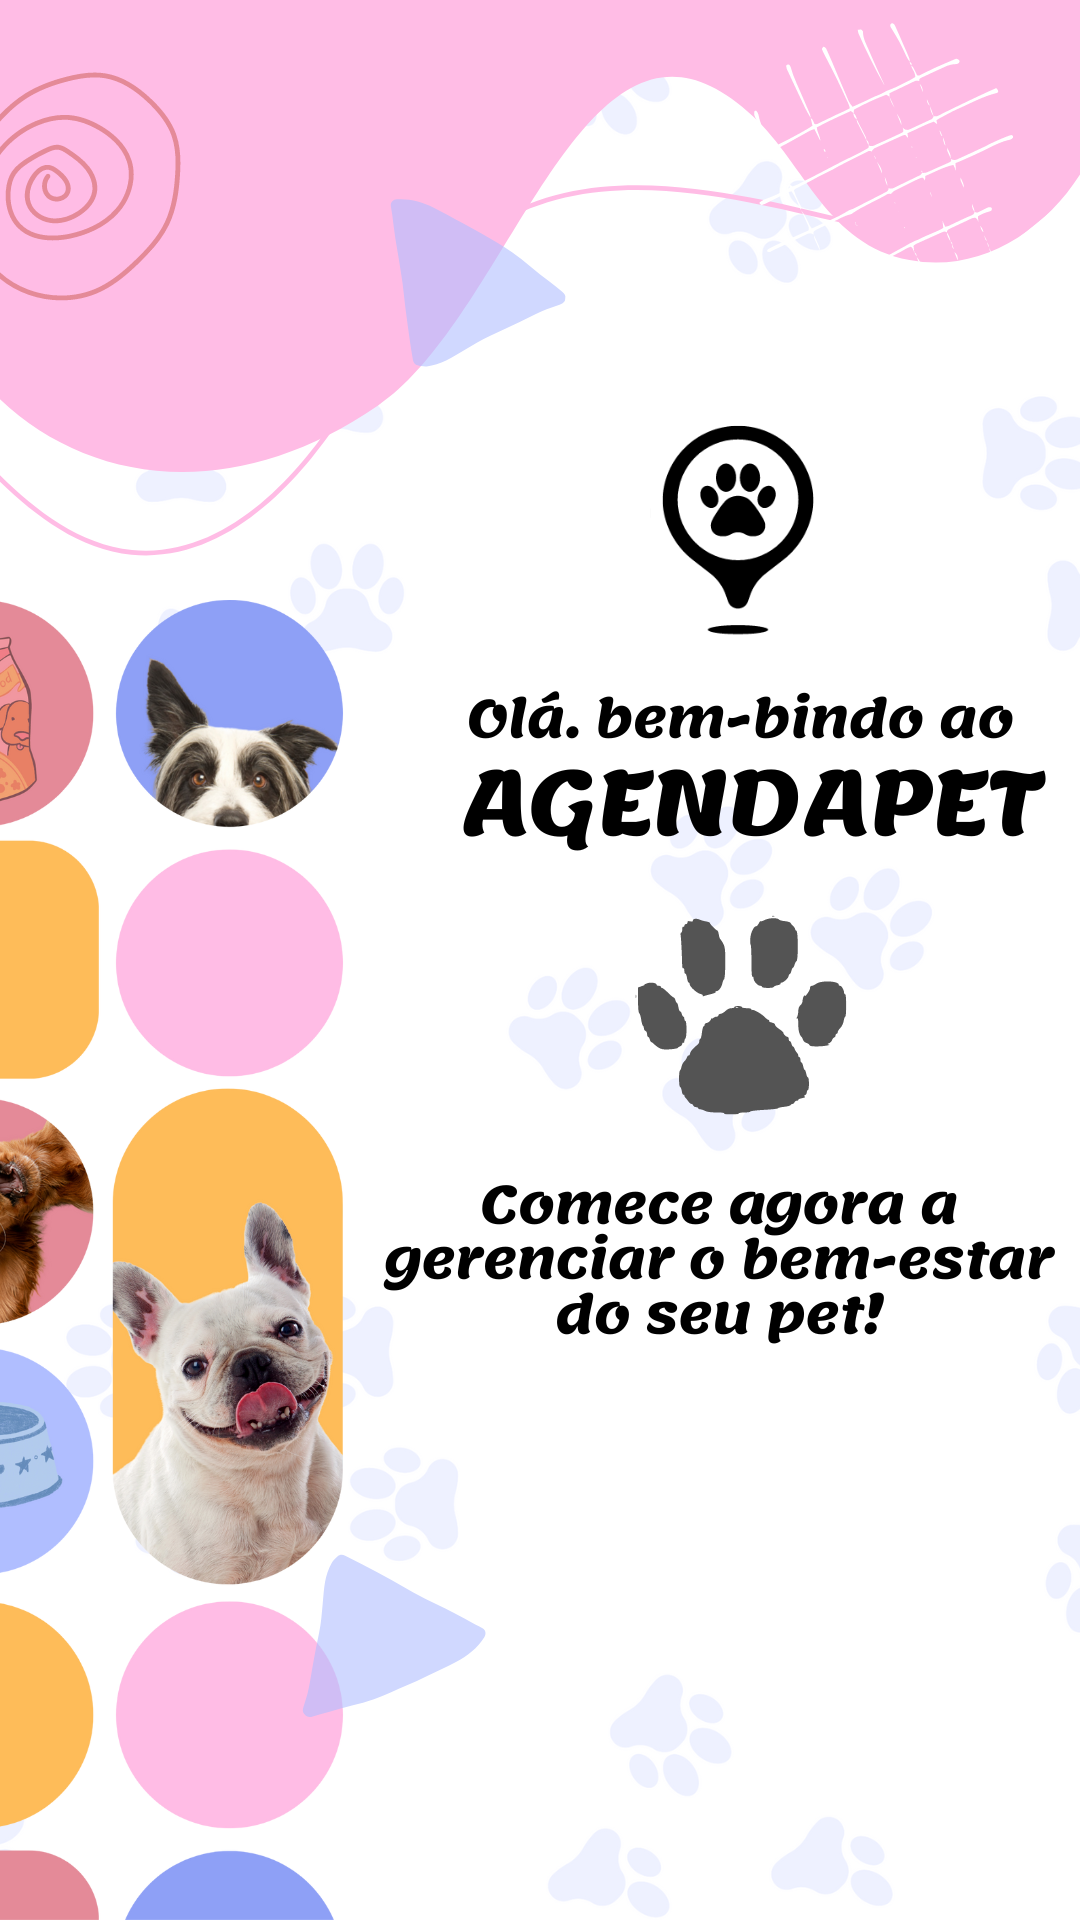 Olá. bem-bindo ao
AGENDAPET
Comece agora a
gerenciar o bem-estar
do seu pet!